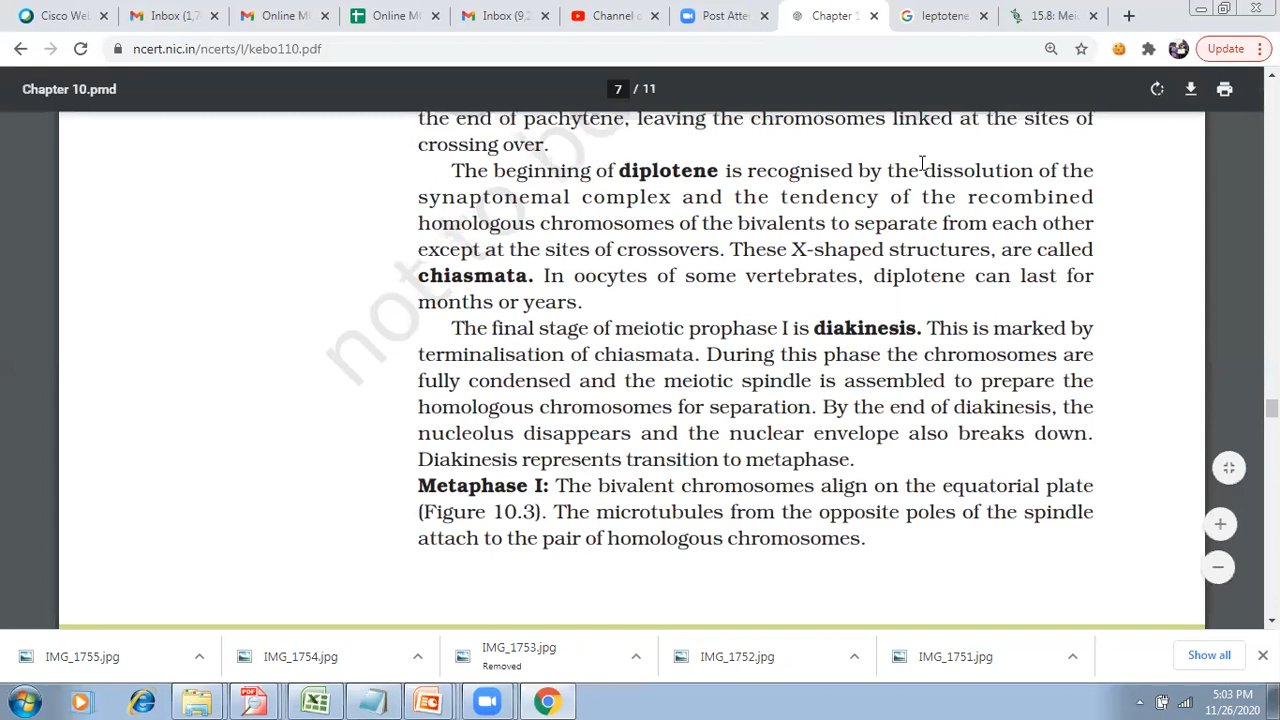 Cisco We
Inbox (1,7
Online M
Online M
Inbox (9,
Channel
Post Atte
Chapter 1
leptotene
15.8: Mei
ncert.nic.in/ncerts/l/kebo110.pdf
Update
Chapter 10.pmd
7 / 11
the end of pachytene, leaving the chromosomes linked at the sites of
crossing over.
The beginning of diplotene is recognised by the dissolution of the
synaptonemal complex and the tendency of the recombined
homologous chromosomes of the bivalents to separate from each other
except at the sites of crossovers. These X-shaped structures, are called
chiasmata. In oocytes of some vertebrates, diplotene can last for
months or years.
The final stage of meiotic prophase I is diakinesis. This is marked by
terminalisation of chiasmata. During this phase the chromosomes are
fully condensed and the meiotic spindle is assembled to prepare the
homologous chromosomes for separation. By the end of diakinesis, the
nucleolus disappears and the nuclear envelope also breaks down.
Diakinesis represents transition to metaphase.
Metaphase I: The bivalent chromosomes align on the equatorial plate
(Figure 10.3). The microtubules from the opposite poles of the spindle
attach to the pair of homologous chromosomes.
not to be
IMG_1755.jpg
IMG_1754.jpg
IMG_1753.jpg
Removed
IMG_1752.jpg
IMG_1751.jpg
Show all
5:03 PM
11/26/2020